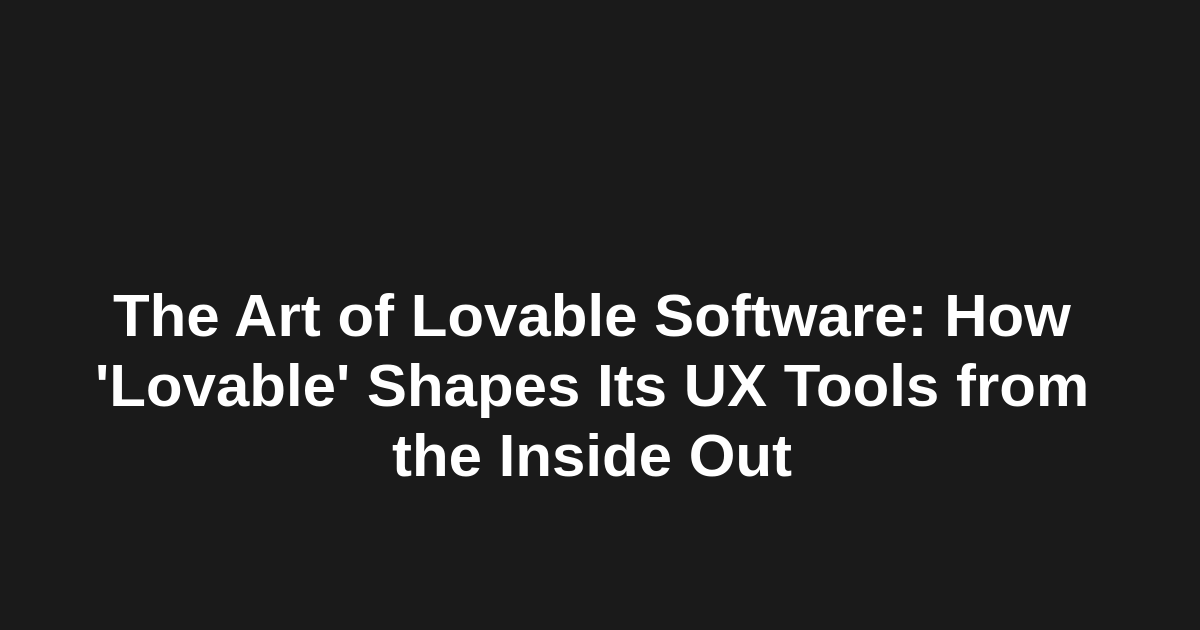 The Art of Lovable Software: How
'Lovable' Shapes Its UX Tools from
the Inside Out